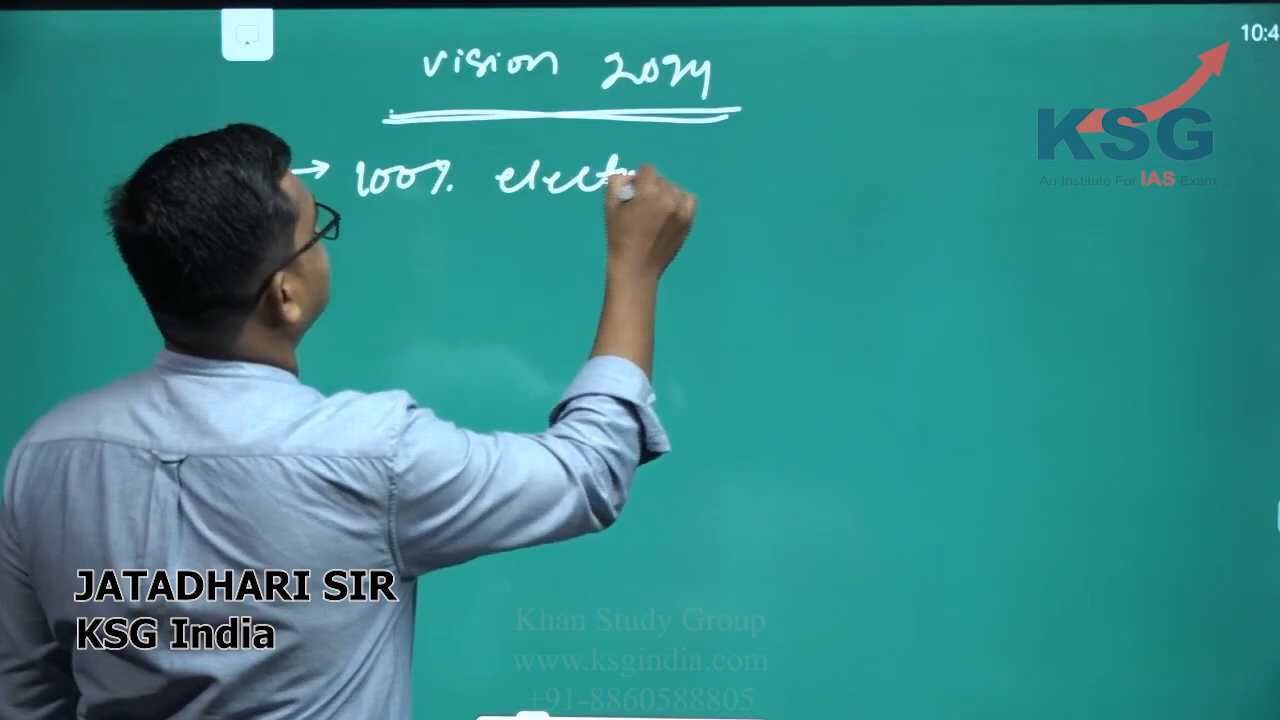 vision 2024
10:4
KSG
An Institute For IAS Exam...
→ 100% elect
JATADHARI SIR
KSG India
Khan Study Group
www.ksgindia.com
+91-8860588805